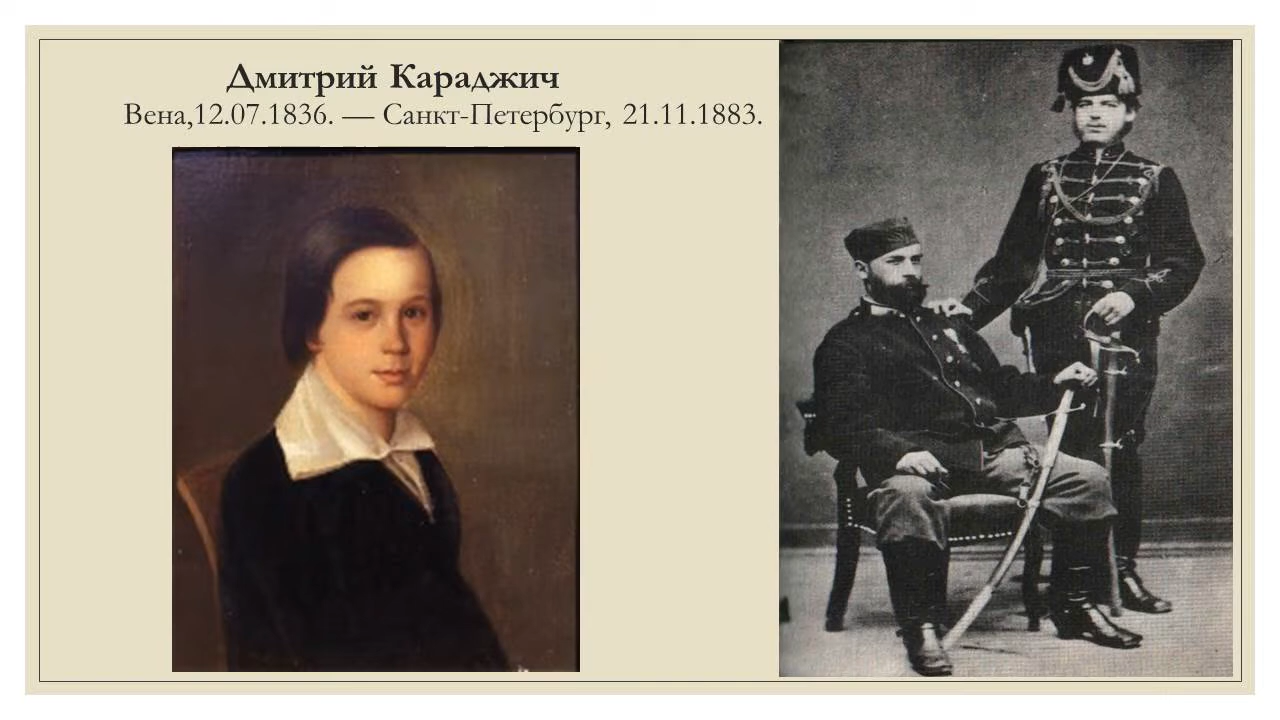 Дмитрий Караджич
Вена,12.07.1836. — Санкт-Петербург, 21.11.1883.